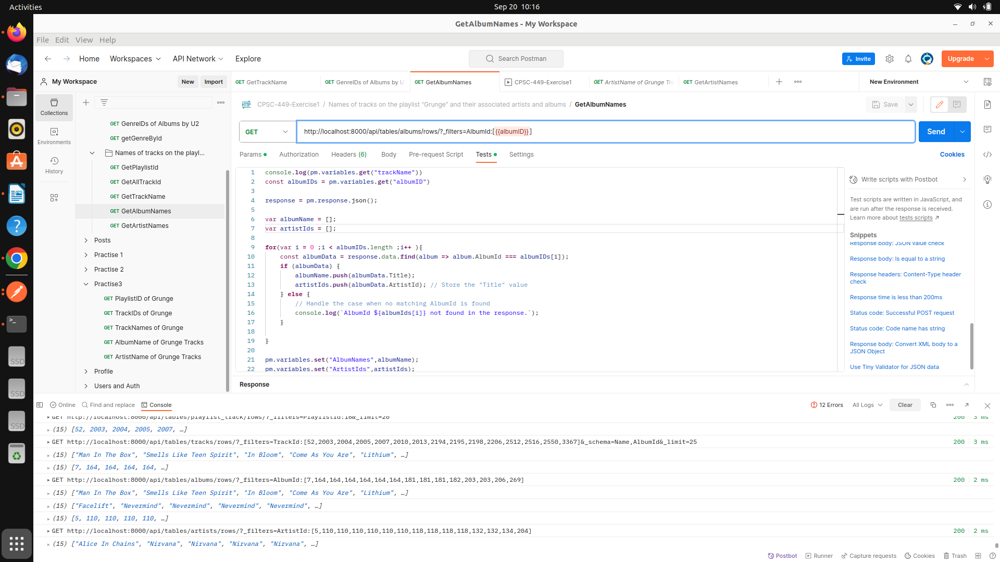 Activities
Sep 20 10:16
GetAlbumNames - My Workspace
File Edit View Help
Home Workspaces API Network Explore
Search Postman
Invite
Upgrade
My Workspace
New Import
GET GetTrackName
GET GenreIDs of Albums by U
GET GetAlbumNames
CPSC-449-Exercise1
GET ArtistName of Grunge Tra
GET GetArtistNames
New Environment
Collections
Environments
History
GET GenreIDs of Albums by U2
GET getGenreById
Names of tracks on the playl...
GET GetPlaylistId
GET GetAllTrackId
GET GetTrackName
GET GetAlbumNames
GET GetArtistNames
Posts
Practise 1
Practise 2
Practise3
GET PlaylistID of Grunge
GET TrackIDs of Grunge
GET TrackNames of Grunge
GET AlbumName of Grunge Tracks
GET ArtistName of Grunge Tracks
Profile
Users and Auth
HTTP CPSC-449-Exercise1 / Names of tracks on the playlist “Grunge” and their associated artists and albums / GetAlbumNames
Save
GET http://localhost:8000/api/tables/albums/rows/?_filters=AlbumId:[{{albumID}}]
Send
Params Authorization Headers (6) Body Pre-request Script Tests Settings
Cookies
1 console.log(pm.variables.get("trackName"))
2 const albumIDs = pm.variables.get("albumID")
3
4 response = pm.response.json();
5
6 var albumName = [];
7 var artistIds = [];
8
9 for(var i = 0 ;i < albumIDs.length ;i++ ){
10 const albumData = response.data.find(album => album.AlbumId === albumIDs[i]);
11 if (albumData) {
12 albumName.push(albumData.Title);
13 artistIds.push(albumData.ArtistId); // Store the "Title" value
14 } else {
15 // Handle the case when no matching AlbumId is found
16 console.log(`AlbumId ${albumIds[i]} not found in the response.`);
17 }
18
19 }
20
21 pm.variables.set("AlbumNames",albumName);
22 pm.variables.set("ArtistIds",artistIds);
Write scripts with Postbot
Test scripts are written in JavaScript, and
are run after the response is received.
Learn more about tests scripts
Snippets
Response body: JSON value check
Response body: Is equal to a string
Response headers: Content-Type header
check
Response time is less than 200ms
Status code: Successful POST request
Status code: Code name has string
Response body: Convert XML body to a
JSON Object
Use Tiny Validator for JSON data
Response
Online Find and replace Console
12 Errors All Logs Clear
GET http://localhost:8000/api/tables/playlist_track/rows/?_filters=PlaylistId:16&_limit=20 200 3 ms
(15) [52, 2003, 2004, 2005, 2007, …]
GET http://localhost:8000/api/tables/tracks/rows/?_filters=TrackId:[52,2003,2004,2005,2007,2010,2013,2194,2195,2198,2206,2512,2516,2550,3367]&_schema=Name,AlbumId&_limit=25 200 3 ms
(15) ["Man In The Box", "Smells Like Teen Spirit", "In Bloom", "Come As You Are", "Lithium", …]
(15) [7, 164, 164, 164, 164, …]
GET http://localhost:8000/api/tables/albums/rows/?_filters=AlbumId:[7,164,164,164,164,164,164,181,181,181,182,203,203,206,269] 200 2 ms
(15) ["Man In The Box", "Smells Like Teen Spirit", "In Bloom", "Come As You Are", "Lithium", …]
(15) ["Facelift", "Nevermind", "Nevermind", "Nevermind", "Nevermind", …]
(15) [5, 110, 110, 110, 110, …]
GET http://localhost:8000/api/tables/artists/rows/?_filters=ArtistId:[5,110,110,110,110,110,110,118,118,118,118,132,132,134,204] 200 2 ms
(15) ["Alice In Chains", "Nirvana", "Nirvana", "Nirvana", "Nirvana", …]
Postbot Runner Capture requests Cookies Trash
SSD
SSD
SSD